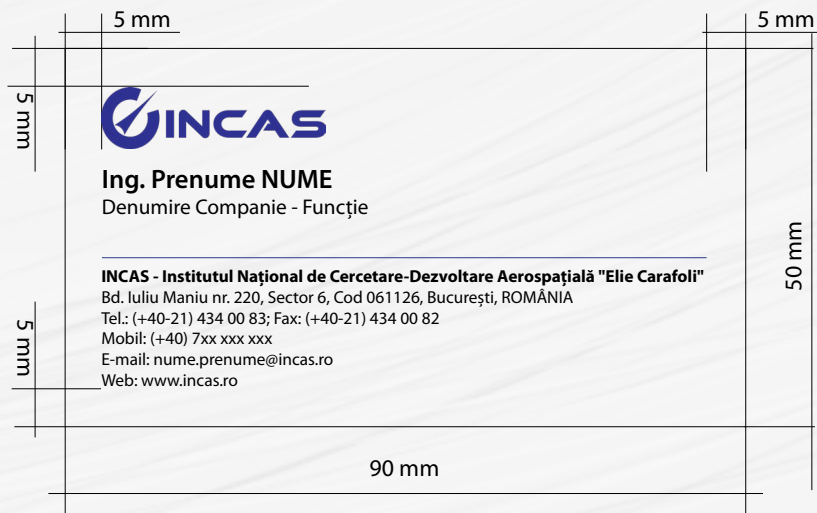 5 mm
5 mm
5 mm
INCAS
Ing. Prenume NUME
Denumire Companie - Funcție
INCAS - Institutul Național de Cercetare-Dezvoltare Aerospațială "Elie Carafoli"
Bd. Iuliu Maniu nr. 220, Sector 6, Cod 061126, București, ROMÂNIA
Tel.: (+40-21) 434 00 83; Fax: (+40-21) 434 00 82
Mobil: (+40) 7xx xxx xxx
E-mail: nume.prenume@incas.ro
Web: www.incas.ro
50 mm
5 mm
90 mm